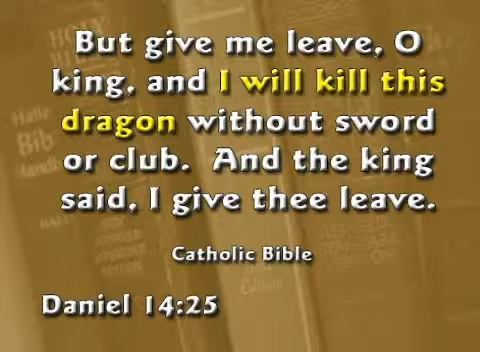 But give me leave, O
king, and I will kill this
dragon without sword
or club. And the king
said, I give thee leave.
Catholic Bible
Daniel 14:25